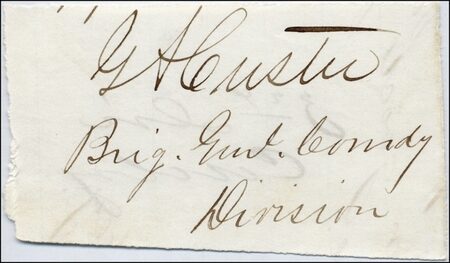 G A Custer
Brig. Genl. Comdg
Division